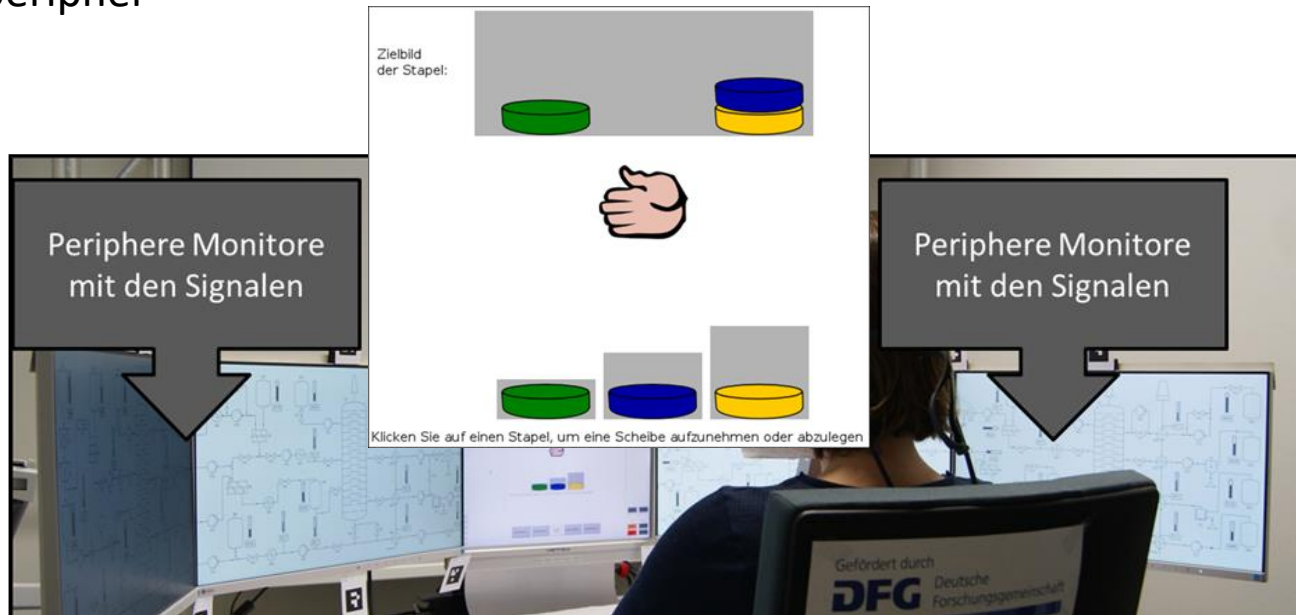 peripher
Zielbild
der Stapel:
Periphere Monitore
mit den Signalen
Periphere Monitore
mit den Signalen
Klicken Sie auf einen Stapel, um eine Scheibe aufzunehmen oder abzulegen
Gefördert durch
DFG Deutsche
Forschungsgemeinschaft